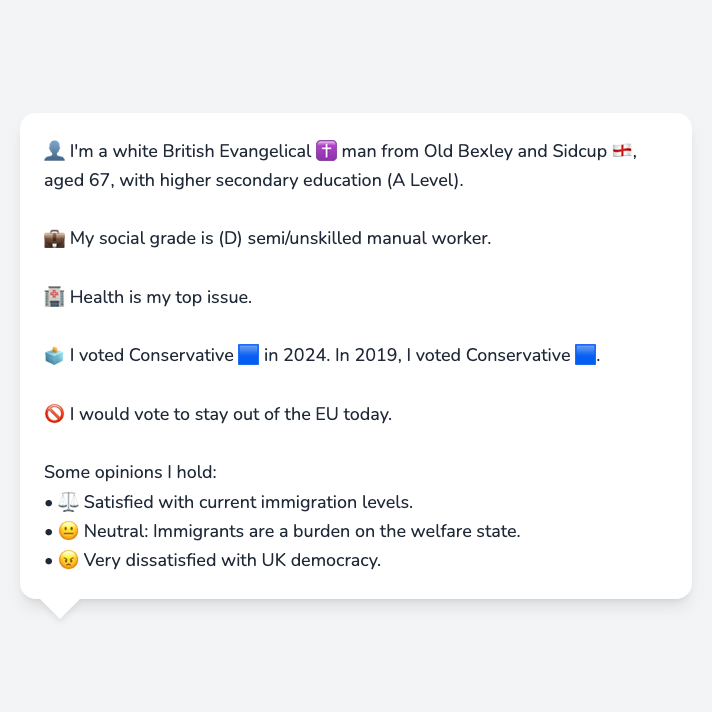 👤 I'm a white British Evangelical ✝️ man from Old Bexley and Sidcup 🏴󠁧󠁢󠁥󠁮󠁧󠁿,
aged 67, with higher secondary education (A Level).
💼 My social grade is (D) semi/unskilled manual worker.
🏥 Health is my top issue.
🗳️ I voted Conservative 🟦 in 2024. In 2019, I voted Conservative 🟦.
🚫 I would vote to stay out of the EU today.
Some opinions I hold:
• ⚖️ Satisfied with current immigration levels.
• 😐 Neutral: Immigrants are a burden on the welfare state.
• 😠 Very dissatisfied with UK democracy.